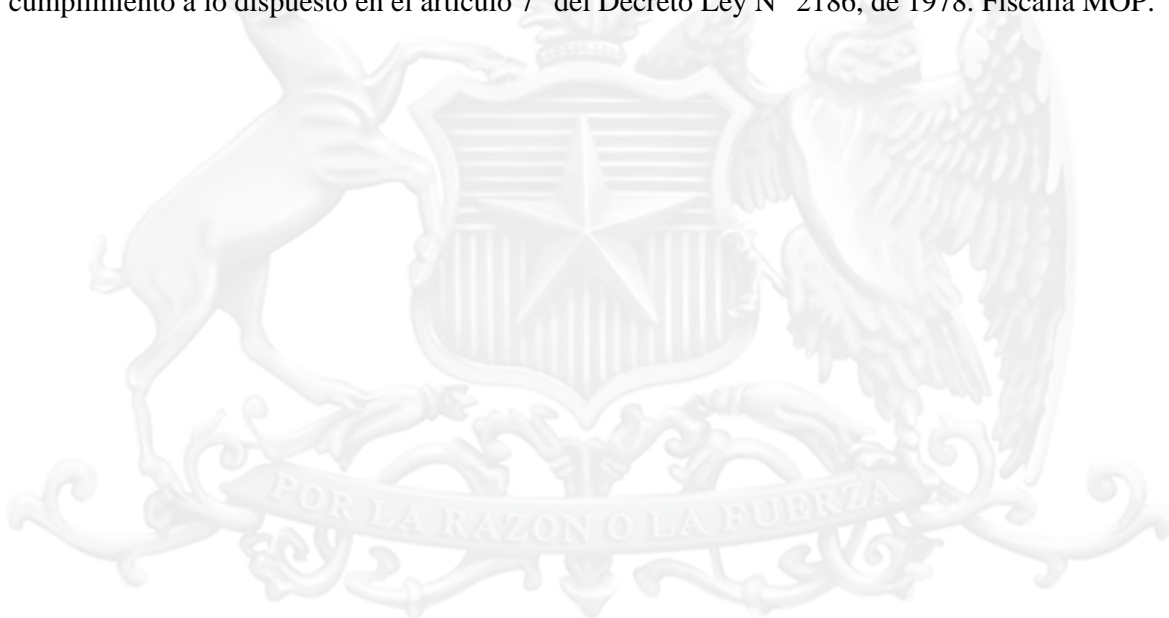 cumplimiento a lo dispuesto en el artículo 7° del Decreto Ley N° 2186, de 1978. Fiscalía MOP.
POR LA RAZON O LA FUERZA